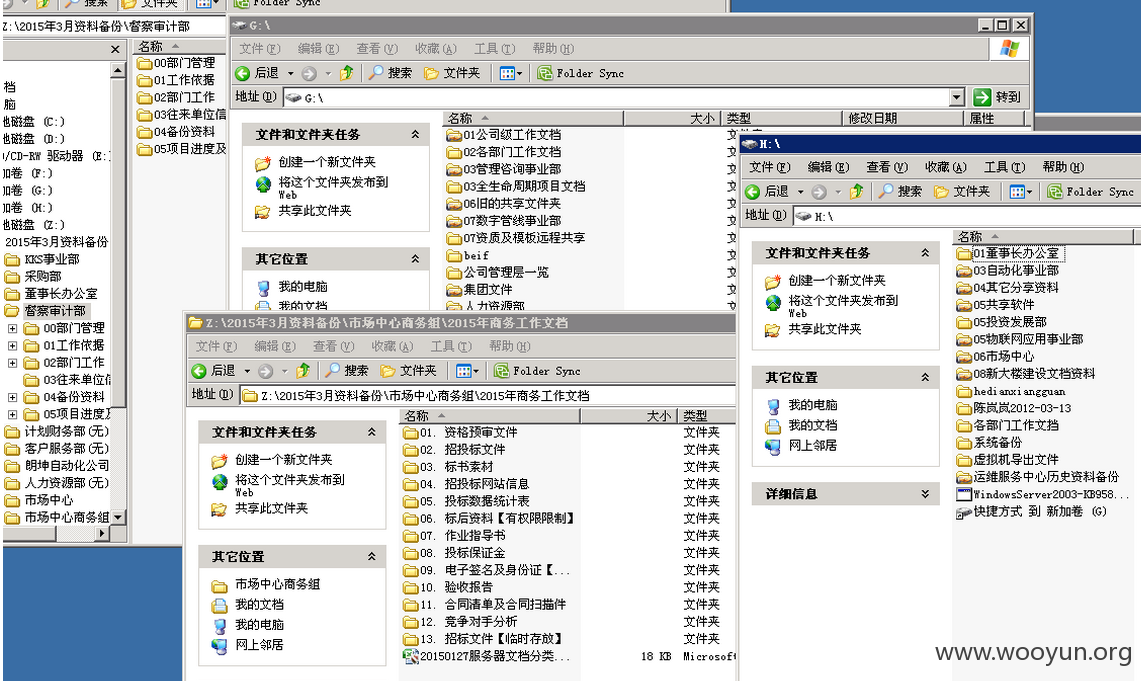 搜索 文件夹 Folder Sync
Z:\2015年3月资料备份\督察审计部
档
脑
地磁盘 (C:)
地磁盘 (D:)
/CD-RW 驱动器 (E:)
加卷 (F:)
加卷 (G:)
加卷 (H:)
地磁盘 (Z:)
2015年3月资料备份
KKS事业部
采购部
董事长办公室
督察审计部
00部门管理
01工作依据
02部门工作
03往来单位信
04备份资料
05项目进度及
计划财务部(无)
客户服务部(无)
朗坤自动化公司
人力资源部(无)
市场中心
市场中心商务组
名称
00部门管理
01工作依据
02部门工作
03往来单位信
04备份资料
05项目进度及
G:\
文件(F) 编辑(E) 查看(V) 收藏(A) 工具(T) 帮助(H)
后退 搜索 文件夹 Folder Sync
地址(D) G:\ 转到
文件和文件夹任务
创建一个新文件夹
将这个文件夹发布到
Web
共享此文件夹
其它位置
我的电脑
我的文档
名称 大小 类型 修改日期 属性
01公司级工作文档
02各部门工作文档
03管理咨询事业部
03全生命周期项目文档
06旧的共享文件夹
07数字管线事业部
07资质及模板远程共享
beif
公司管理层一览
集团文件
人力资源部
Z:\2015年3月资料备份\市场中心商务组\2015年商务工作文档
文件(F) 编辑(E) 查看(V) 收藏(A) 工具(T) 帮助(H)
后退 搜索 文件夹 Folder Sync
地址(D) Z:\2015年3月资料备份\市场中心商务组\2015年商务工作文档
文件和文件夹任务
创建一个新文件夹
将这个文件夹发布到
Web
共享此文件夹
其它位置
市场中心商务组
我的文档
我的电脑
网上邻居
名称 大小 类型
01. 资格预审文件 文件夹
02. 招投标文件 文件夹
03. 标书素材 文件夹
04. 招投标网站信息 文件夹
05. 投标数据统计表 文件夹
06. 标后资料【有权限限制】 文件夹
07. 作业指导书 文件夹
08. 投标保证金 文件夹
09. 电子签名及身份证【... 文件夹
10. 验收报告 文件夹
11. 合同清单及合同扫描件 文件夹
12. 竞争对手分析 文件夹
13. 招标文件【临时存放】 文件夹
20150127服务器文档分类... 18 KB Microsoft
H:\
文件(F) 编辑(E) 查看(V) 收藏(A) 工具(T) 帮助(H)
后退 搜索 文件夹 Folder Sync
地址(D) H:\
文件和文件夹任务
创建一个新文件夹
将这个文件夹发布到
Web
共享此文件夹
其它位置
我的电脑
我的文档
网上邻居
详细信息
名称
01董事长办公室
03自动化事业部
04其它分享资料
05共享软件
05投资发展部
05物联网应用事业部
06市场中心
08新大楼建设文档资料
hedianxiangguan
陈岚岚2012-03-13
各部门工作文档
系统备份
虚拟机导出文件
运维服务中心历史资料备份
WindowsServer2003-KB958...
快捷方式 到 新加卷 (G)
www.wooyun.org